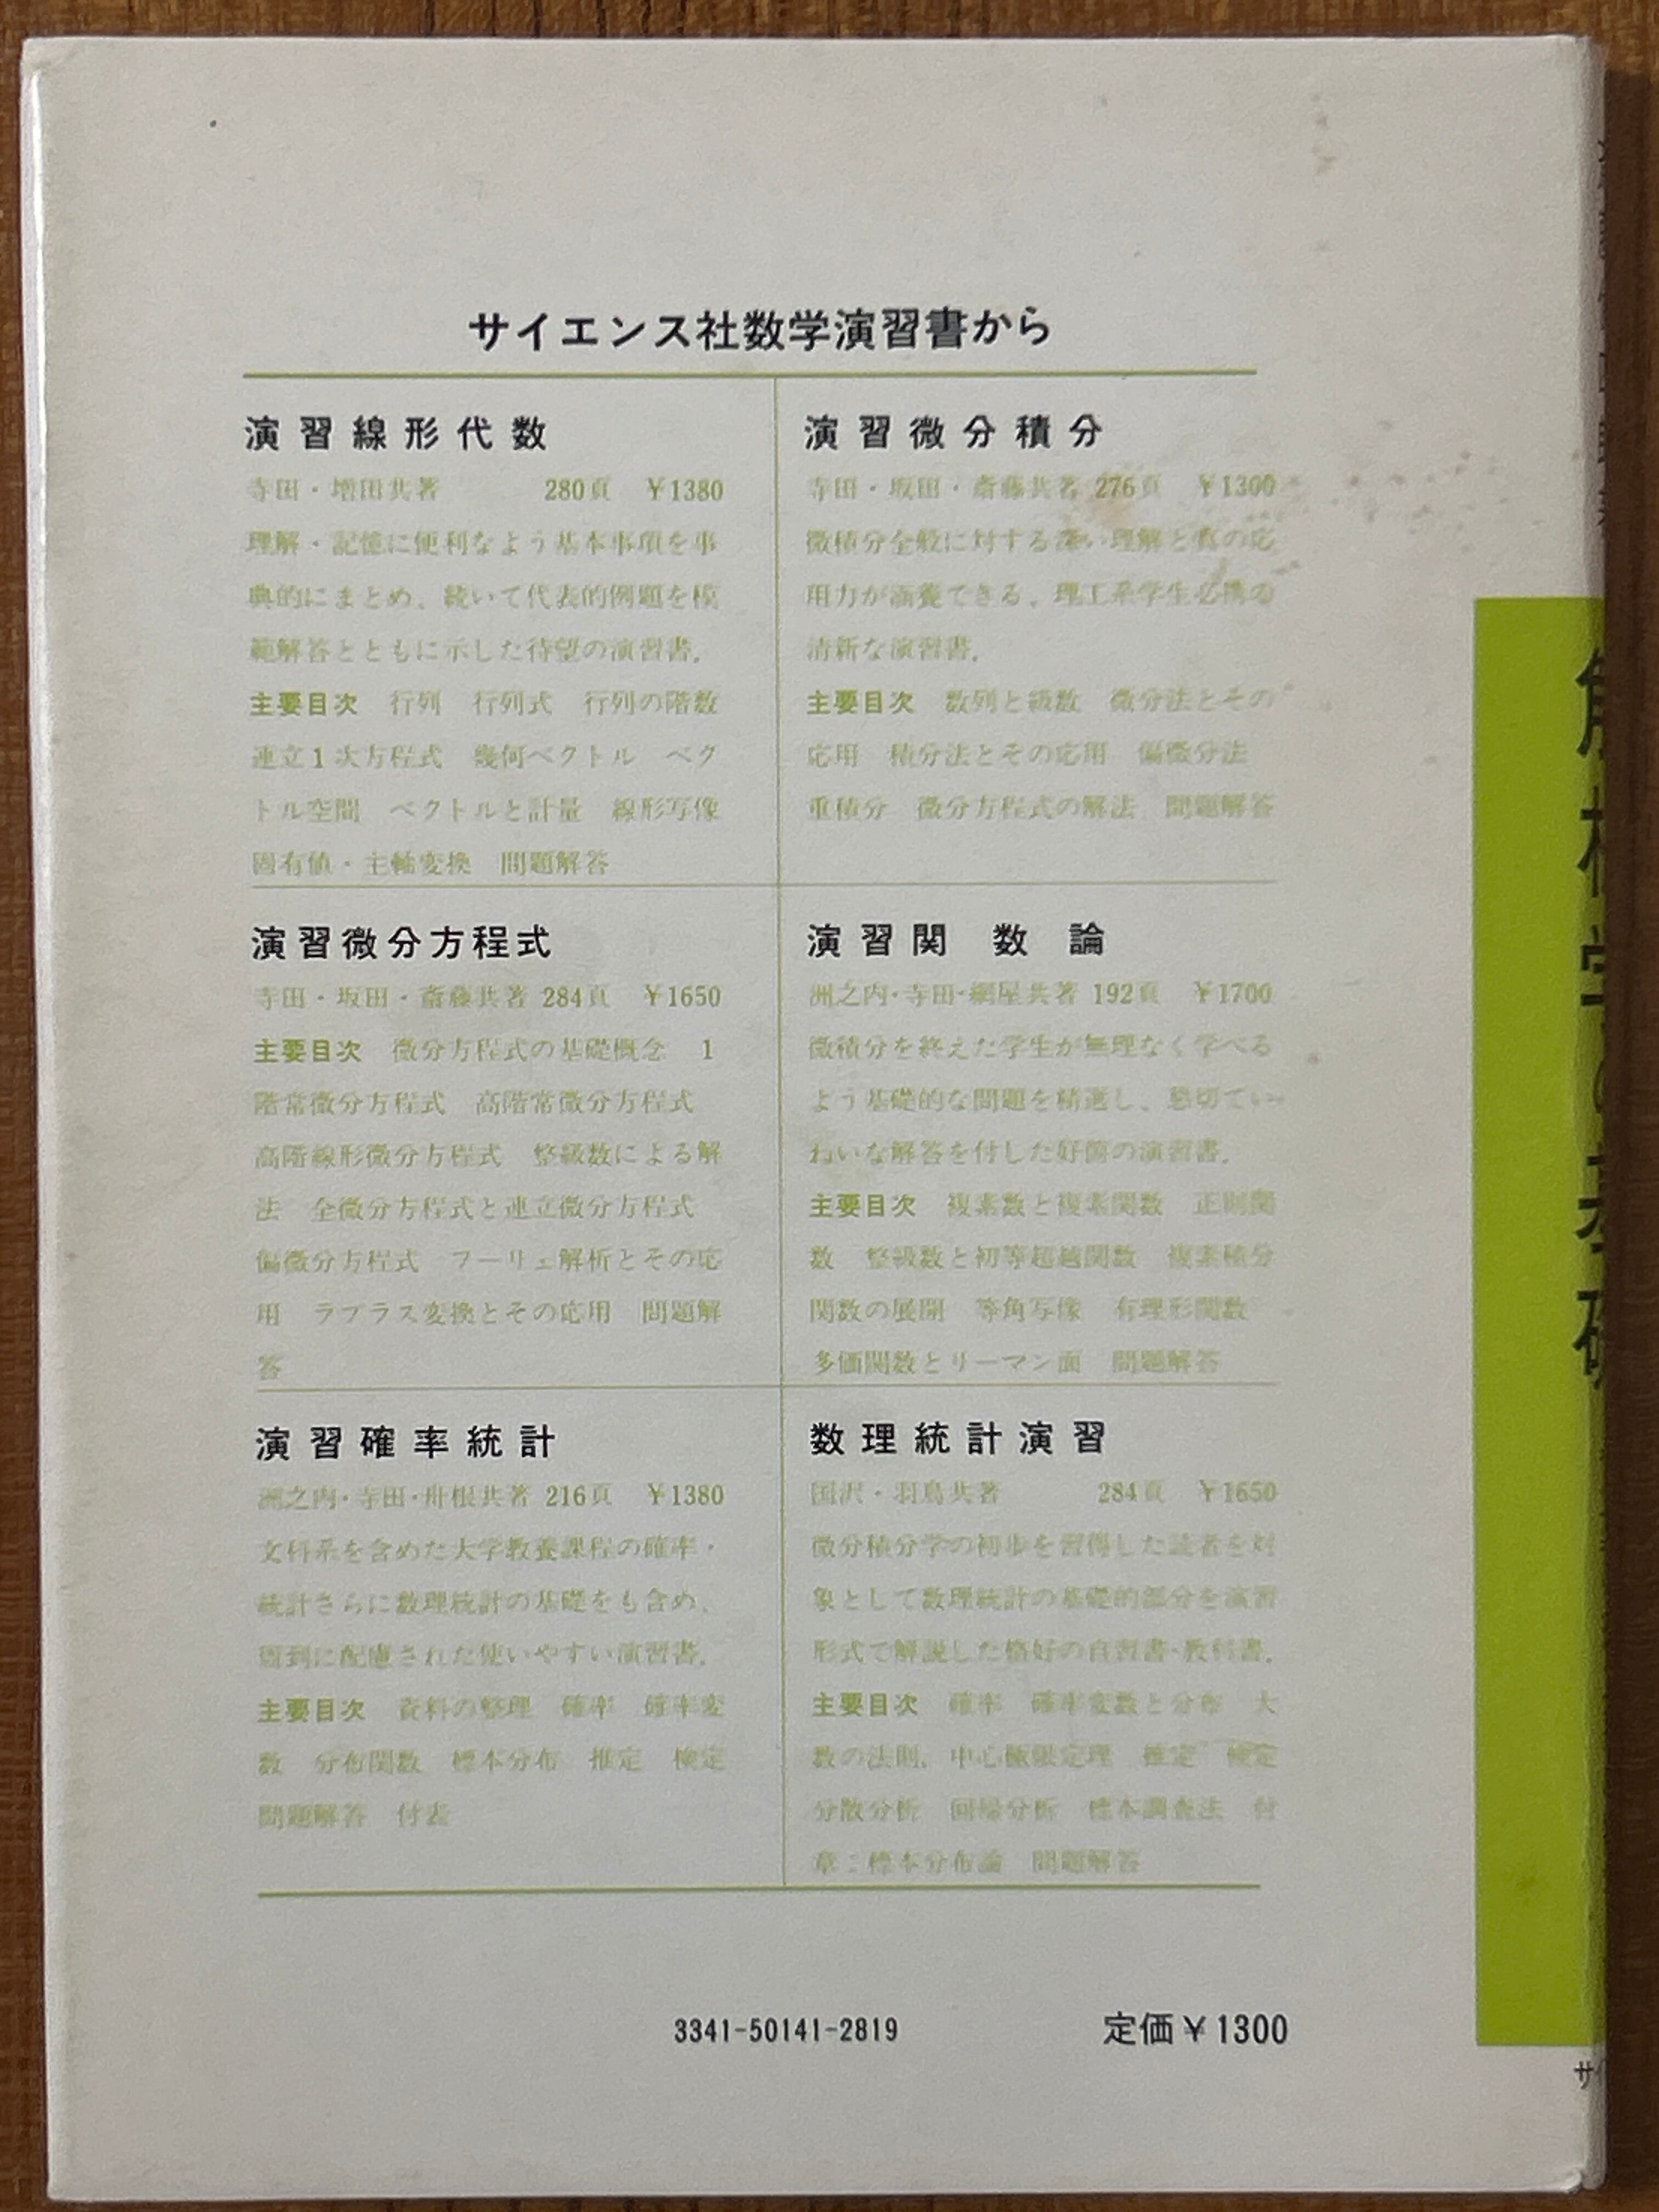 サイエンス社数学演習書から
演習線形代数
寺田・増田共著 280頁 ￥1380
理解・記憶に便利なよう基本事項を事
典的にまとめ、続いて代表的例題を模
範解答とともに示した待望の演習書.
主要目次 行列 行列式 行列の階数
連立1次方程式 幾何ベクトル ベク
トル空間 ベクトルと計量 線形写像
固有値・主軸変換 問題解答
演習微分積分
寺田・坂田・斎藤共著 276頁 ￥1300
微積分全般に対する深い理解と真の応
用力が涵養できる、理工系学生必携の
清新な演習書.
主要目次 数列と級数 微分法とその
応用 積分法とその応用 偏微分法
重積分 微分方程式の解法 問題解答
演習微分方程式
寺田・坂田・斎藤共著 284頁 ￥1650
主要目次 微分方程式の基礎概念 1
階常微分方程式 高階常微分方程式
高階線形微分方程式 整級数による解
法 全微分方程式と連立微分方程式
偏微分方程式 フーリェ解析とその応
用 ラプラス変換とその応用 問題解
答
演習関数論
洲之内・寺田・網屋共著 192頁 ￥1700
微積分を終えた学生が無理なく学べる
よう基礎的な問題を精選し、懇切てい
ねいな解答を付した好個の演習書.
主要目次 複素数と複素関数 正則関
数 整級数と初等超越関数 複素積分
関数の展開 等角写像 有理形関数
多価関数とリーマン面 問題解答
演習確率統計
洲之内・寺田・舟根共著 216頁 ￥1380
文科系を含めた大学教養課程の確率・
統計さらに数理統計の基礎をも含め、
周到に配慮された使いやすい演習書.
主要目次 資料の整理 確率 確率変
数 分布関数 標本分布 推定 検定
問題解答 付表
数理統計演習
国沢・羽鳥共著 284頁 ￥1650
微分積分学の初歩を習得した読者を対
象として数理統計の基礎的部分を演習
形式で解説した恰好の自習書・教科書.
主要目次 確率 確率変数と分布 大
数の法則, 中心極限定理 推定 検定
分散分析 回帰分析 標本調査法 付
章：標本分布論 問題解答
3341-50141-2819
定価￥1300